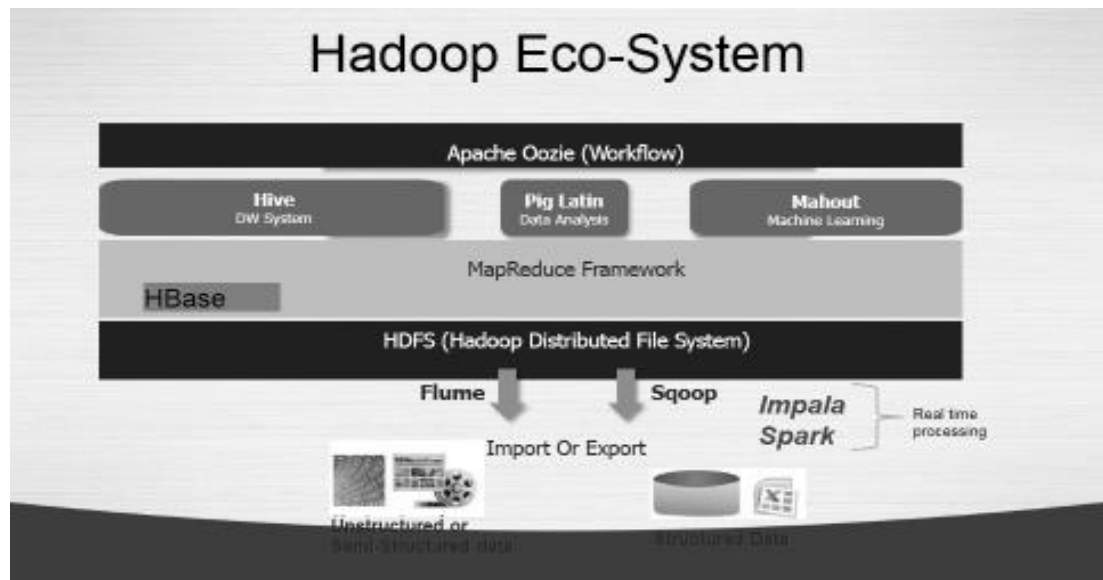 Hadoop Eco-System
Apache Oozie (Workflow)
Hive
DW System
Pig Latin
Data Analysis
Mahout
Machine Learning
MapReduce Framework
HBase
HDFS (Hadoop Distributed File System)
Flume
Sqoop
Impala
Spark
Real time
processing
Import Or Export
Unstructured or
Semi-Structured data
Structured Data